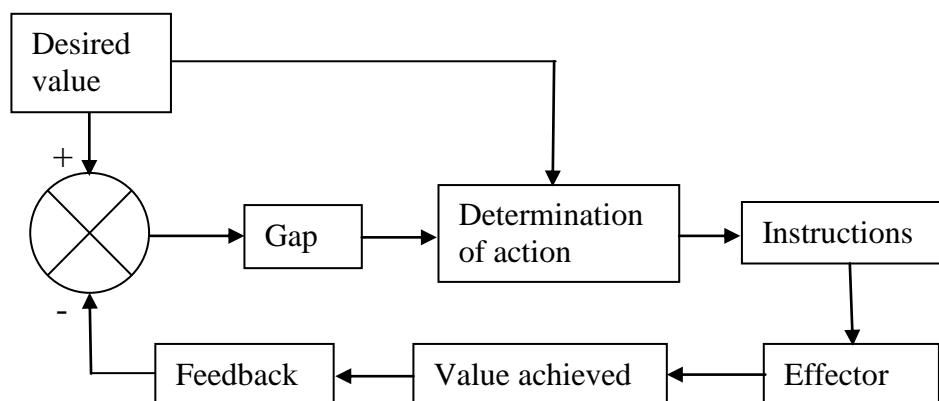 Desired
value
+
Gap
Determination
of action
Instructions
-
Feedback
Value achieved
Effector